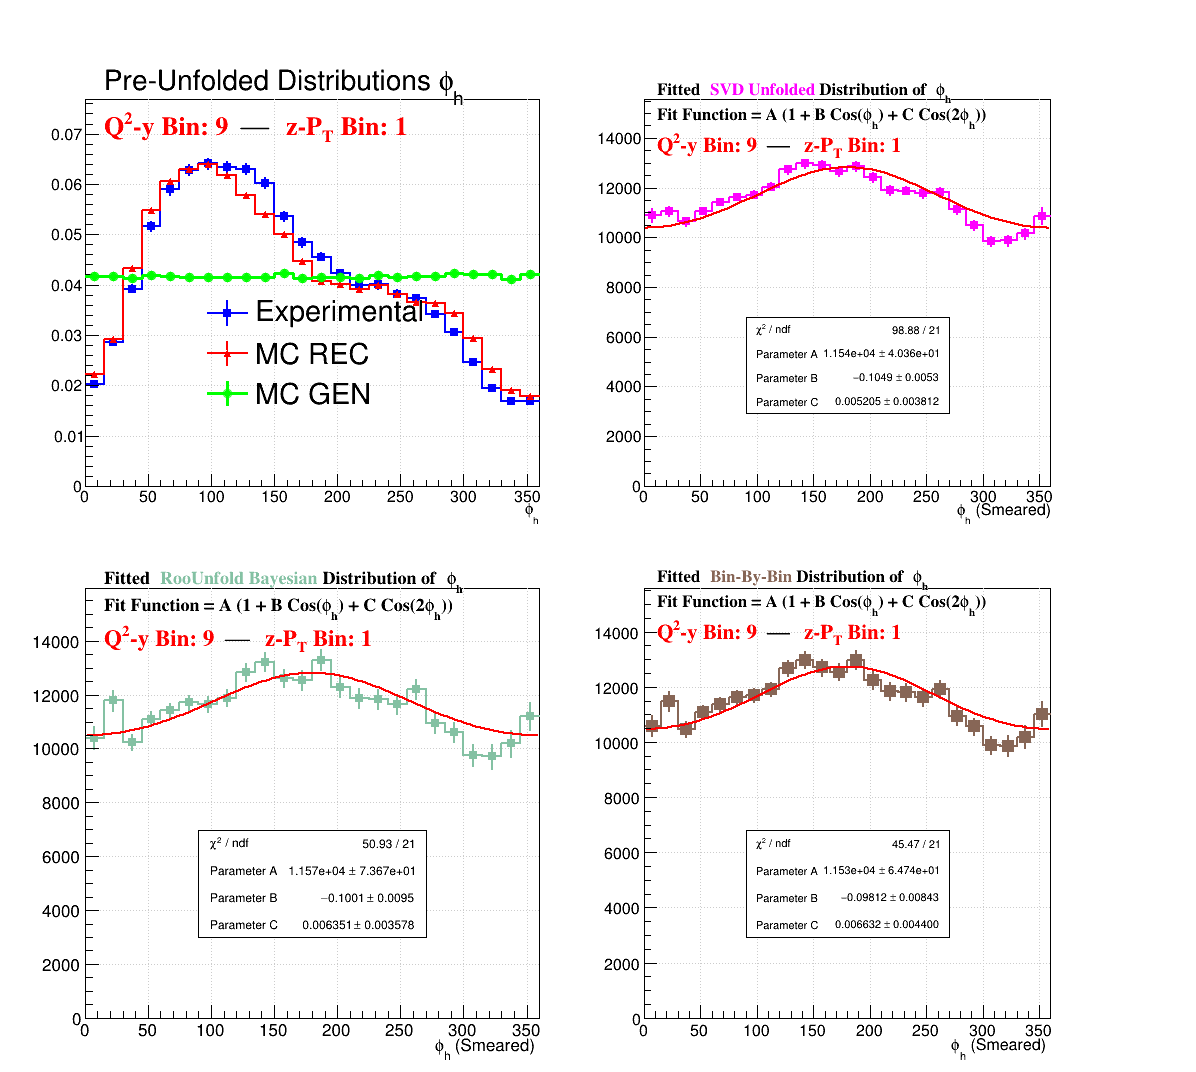 Pre-Unfolded Distributions ϕh
Q2-y Bin: 9 — z-PT Bin: 1
0.07
0.06
0.05
0.04
0.03
0.02
0.01
0
Experimental
MC REC
MC GEN
0 50 100 150 200 250 300 350
ϕh
Fitted SVD Unfolded Distribution of ϕh
Fit Function = A (1 + B Cos(ϕh) + C Cos(2ϕh))
Q2-y Bin: 9 — z-PT Bin: 1
14000
12000
10000
8000
6000
4000
2000
0
χ2 / ndf 98.88 / 21
Parameter A 1.154e+04 ± 4.036e+01
Parameter B −0.1049 ± 0.0053
Parameter C 0.005205 ± 0.003812
0 50 100 150 200 250 300 350
ϕh (Smeared)
Fitted RooUnfold Bayesian Distribution of ϕh
Fit Function = A (1 + B Cos(ϕh) + C Cos(2ϕh))
Q2-y Bin: 9 — z-PT Bin: 1
14000
12000
10000
8000
6000
4000
2000
0
χ2 / ndf 50.93 / 21
Parameter A 1.157e+04 ± 7.367e+01
Parameter B −0.1001 ± 0.0095
Parameter C 0.006351 ± 0.003578
0 50 100 150 200 250 300 350
ϕh (Smeared)
Fitted Bin-By-Bin Distribution of ϕh
Fit Function = A (1 + B Cos(ϕh) + C Cos(2ϕh))
Q2-y Bin: 9 — z-PT Bin: 1
14000
12000
10000
8000
6000
4000
2000
0
χ2 / ndf 45.47 / 21
Parameter A 1.153e+04 ± 6.474e+01
Parameter B −0.09812 ± 0.00843
Parameter C 0.006632 ± 0.004400
0 50 100 150 200 250 300 350
ϕh (Smeared)